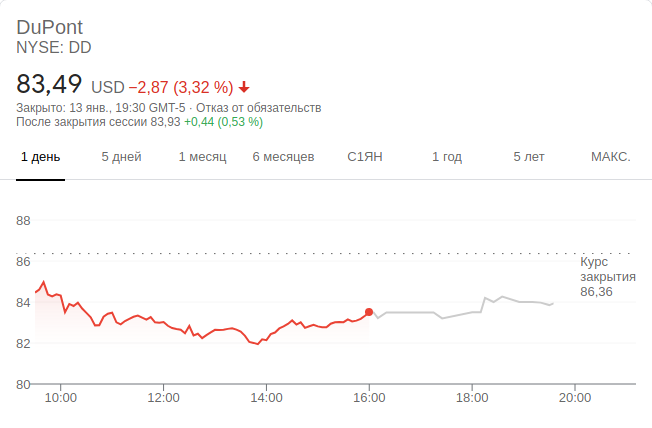 DuPont
NYSE: DD
83,49 USD −2,87 (3,32 %)
Закрыто: 13 янв., 19:30 GMT-5 · Отказ от обязательств
После закрытия сессии 83,93 +0,44 (0,53 %)
1 день 5 дней 1 месяц 6 месяцев С1ЯН 1 год 5 лет МАКС.
88
86
84
82
80
Курс
закрытия
86,36
10:00 12:00 14:00 16:00 18:00 20:00